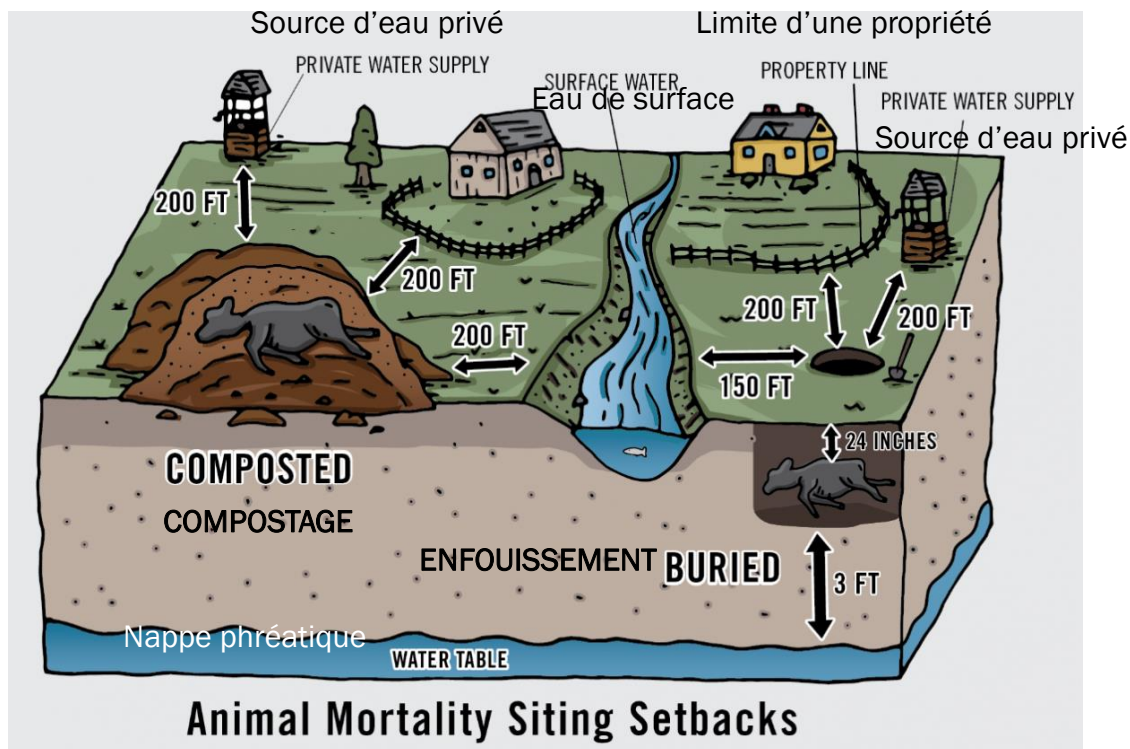 Source d’eau privé
Limite d’une propriété
PRIVATE WATER SUPPLY
SURFACE WATER
Eau de surface
PROPERTY LINE
PRIVATE WATER SUPPLY
Source d’eau privé
200 FT
200 FT
200 FT
200 FT
200 FT
150 FT
24 INCHES
COMPOSTED
COMPOSTAGE
ENFOUISSEMENT
BURIED
3 FT
Nappe phréatique
WATER TABLE
Animal Mortality Siting Setbacks